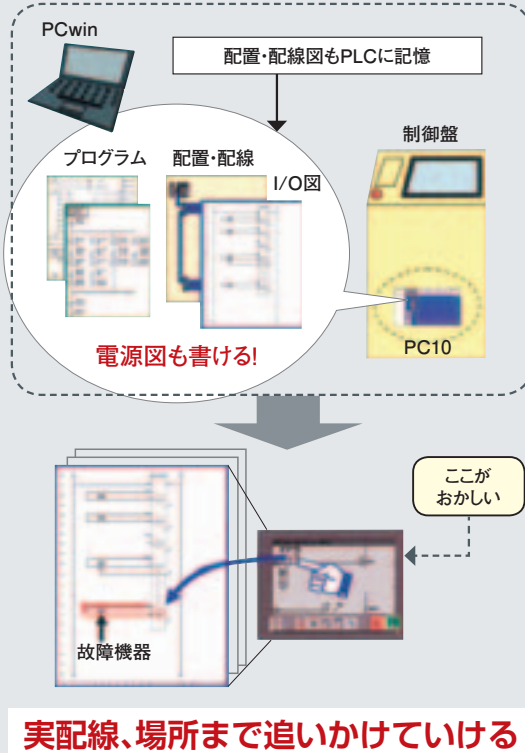 PCwin
配置・配線図もPLCに記憶
プログラム
配置・配線
I/O図
制御盤
電源図も書ける!
PC10
ここが
おかしい
故障機器
実配線、場所まで追いかけていける